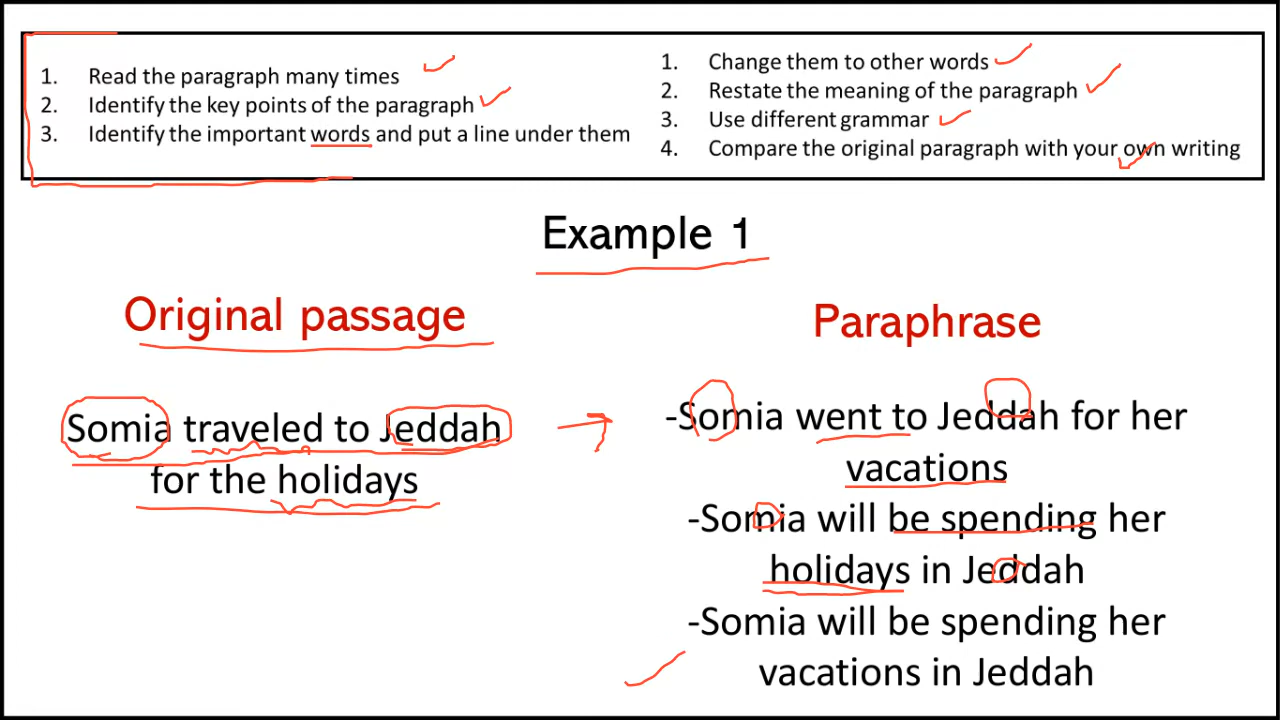 1. Read the paragraph many times
2. Identify the key points of the paragraph
3. Identify the important words and put a line under them
1. Change them to other words
2. Restate the meaning of the paragraph
3. Use different grammar
4. Compare the original paragraph with your own writing
Example 1
Original passage
Somia traveled to Jeddah
for the holidays
Paraphrase
-Somia went to Jeddah for her
vacations
-Somia will be spending her
holidays in Jeddah
-Somia will be spending her
vacations in Jeddah